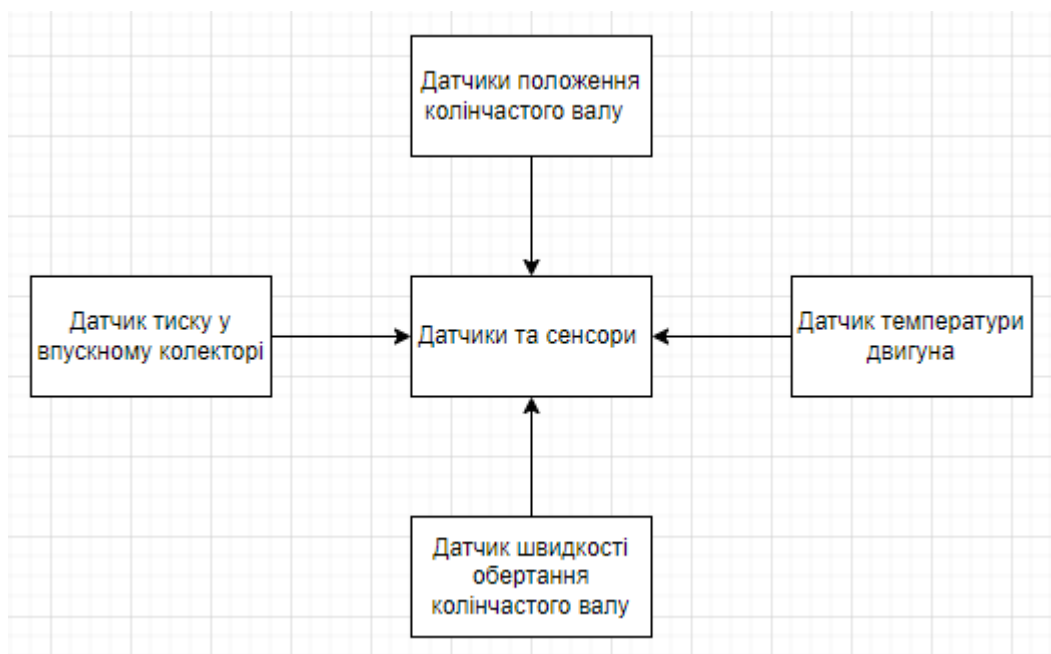 Датчики положення
колінчастого валу
Датчик тиску у
впускному колекторі
Датчики та сенсори
Датчик температури
двигуна
Датчик швидкості
обертання
колінчастого валу